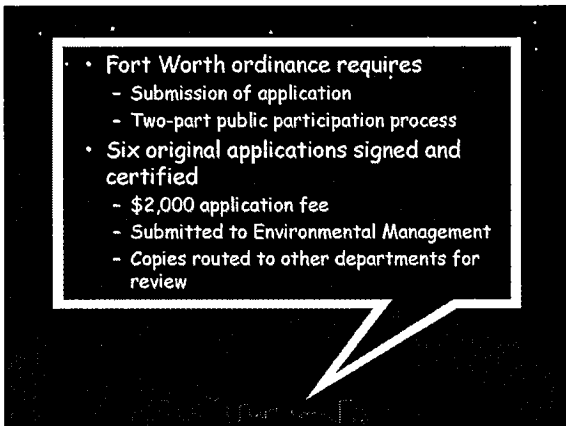 • Fort Worth ordinance requires
- Submission of application
- Two-part public participation process
• Six original applications signed and
certified
- $2,000 application fee
- Submitted to Environmental Management
- Copies routed to other departments for
review